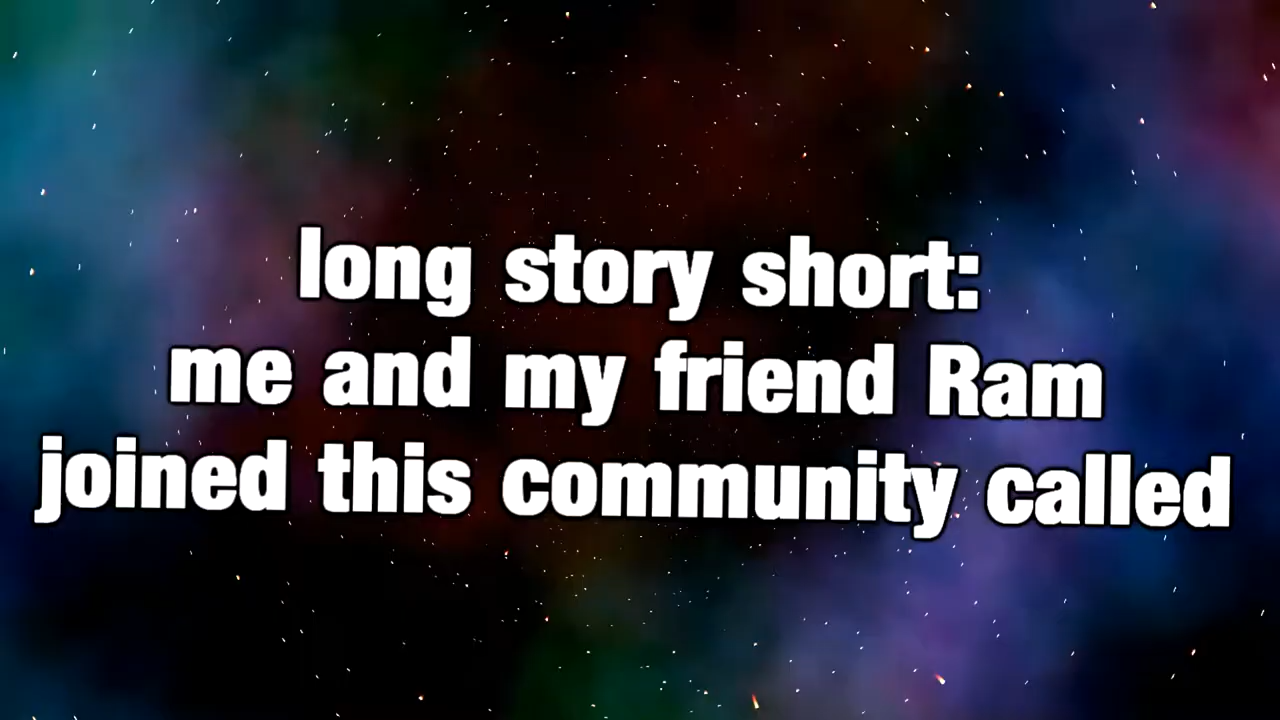 long story short:
me and my friend Ram
joined this community called